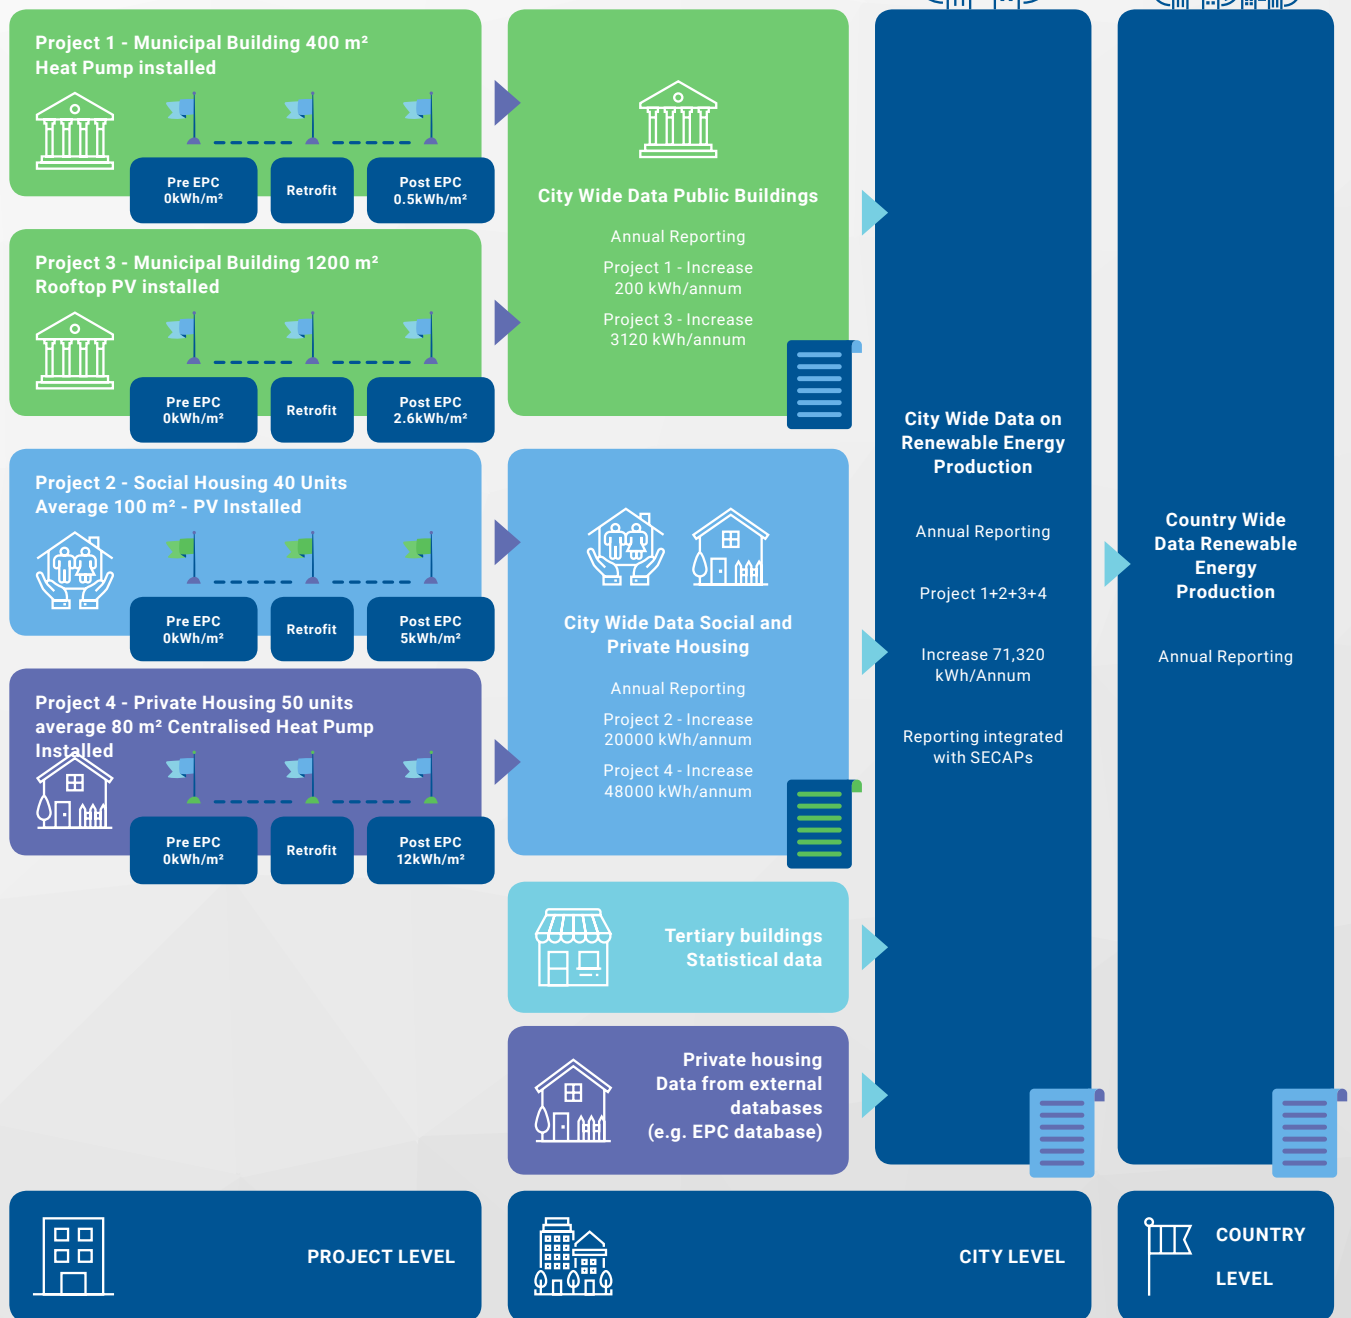 Project 1 - Municipal Building 400 m²
Heat Pump installed
Pre EPC
0kWh/m²
Retrofit
Post EPC
0.5kWh/m²
Project 3 - Municipal Building 1200 m²
Rooftop PV installed
Pre EPC
0kWh/m²
Retrofit
Post EPC
2.6kWh/m²
Project 2 - Social Housing 40 Units
Average 100 m² - PV Installed
Pre EPC
0kWh/m²
Retrofit
Post EPC
5kWh/m²
Project 4 - Private Housing 50 units
average 80 m² Centralised Heat Pump
Installed
Pre EPC
0kWh/m²
Retrofit
Post EPC
12kWh/m²
City Wide Data Public Buildings
Annual Reporting
Project 1 - Increase
200 kWh/annum
Project 3 - Increase
3120 kWh/annum
City Wide Data Social and
Private Housing
Annual Reporting
Project 2 - Increase
20000 kWh/annum
Project 4 - Increase
48000 kWh/annum
Tertiary buildings
Statistical data
Private housing
Data from external
databases
(e.g. EPC database)
City Wide Data on
Renewable Energy
Production
Annual Reporting
Project 1+2+3+4
Increase 71,320
kWh/Annum
Reporting integrated
with SECAPs
Country Wide
Data Renewable
Energy
Production
Annual Reporting
PROJECT LEVEL
CITY LEVEL
COUNTRY
LEVEL